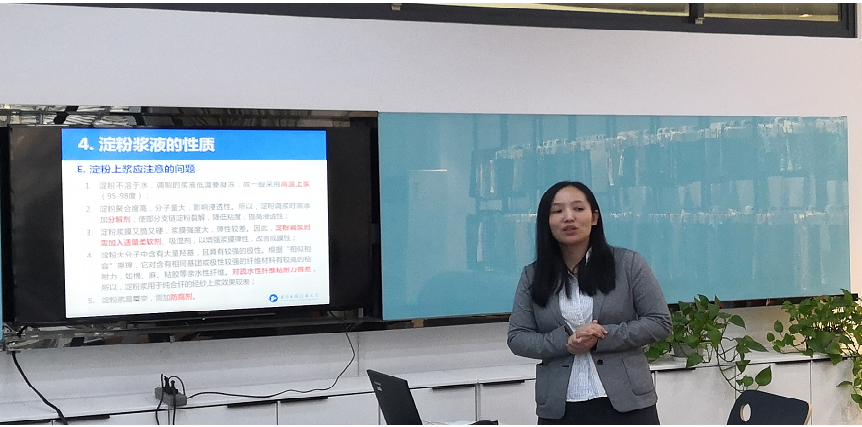 4. 淀粉浆液的性质
E. 淀粉上浆应注意的问题
1. 淀粉不溶于水，调制的浆液低温要凝冻，故一般采用高温上浆
（95-98度）；
2. 淀粉聚合度高，分子量大，影响浸透性。所以，淀粉调浆时需添
加分解剂，使部分支链淀粉裂解，降低粘度，提高浸透性；
3. 淀粉浆膜又脆又硬，浆膜强度大，弹性较差。因此，淀粉调浆时
需加入适量柔软剂、吸湿剂，以增强浆膜弹性，改善成膜性；
4. 淀粉大分子中含有大量羟基，且具有较强的极性。根据“相似相
容”原理，它对含有相同基团或极性较强的纤维材料有较高的粘
附力，如棉、麻、粘胶等亲水性纤维。对疏水性纤维粘附力很差，
所以，淀粉浆用于纯合纤的经纱上浆效果较差；
5. 淀粉浆易霉变，需加防腐剂。